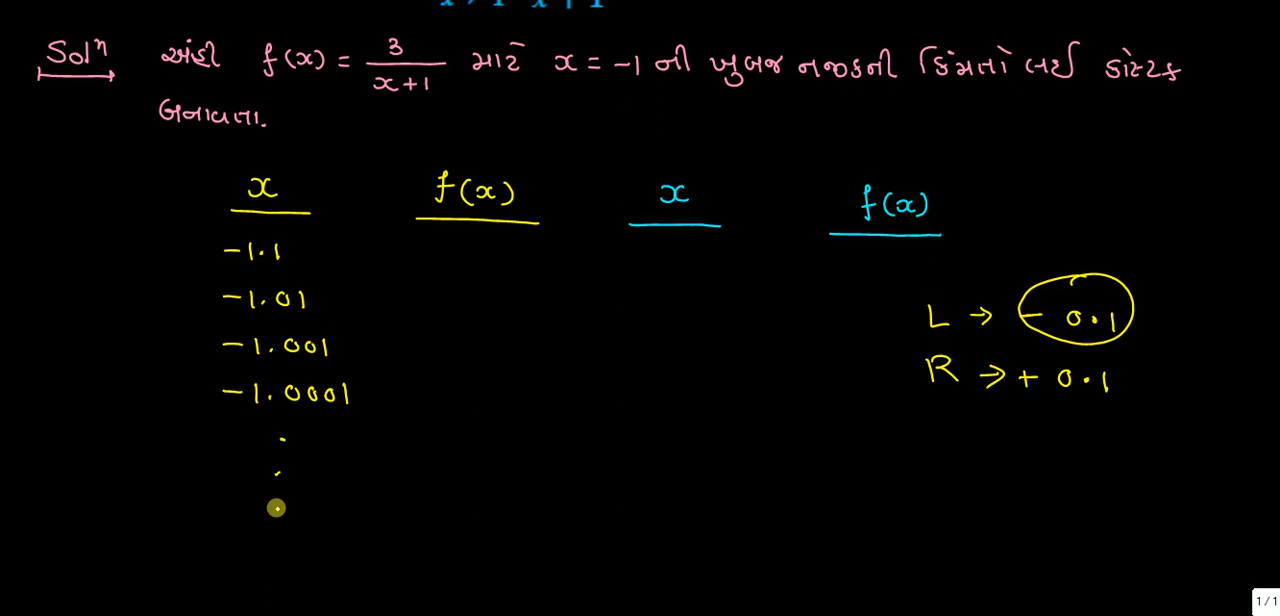 Solⁿ અહીં f(x) = 3/(x+1) માટે x = -1 ની ખુબજ નજીકની કિંમતો લઈ કોષ્ટક
બનાવતા.
x f(x) x f(x)
-1.1
-1.01
-1.001
-1.0001
.
.
.
L → - 0.1
R → + 0.1
1/1